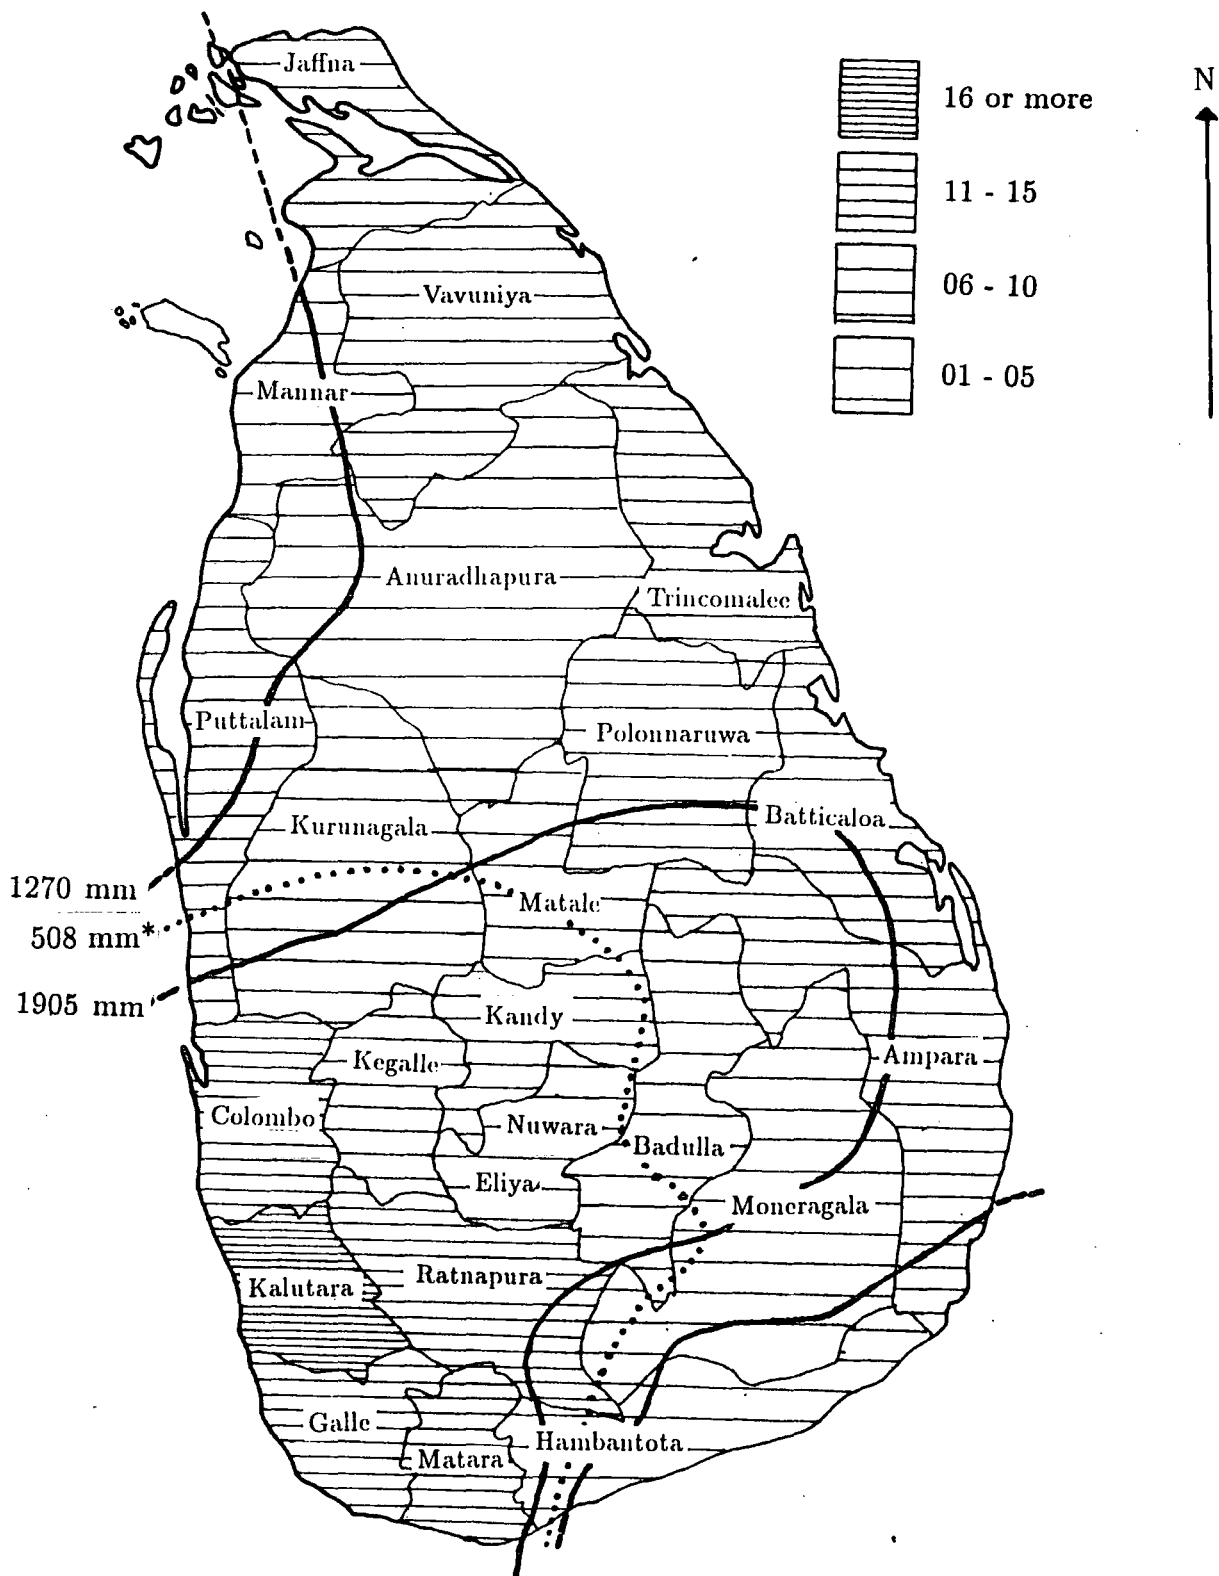 N
16 or more
11 - 15
06 - 10
01 - 05
Jaffna
Vavuniya
Mannar
Anuradhapura
Trincomalee
Puttalam
Polonnaruwa
Kurunagala
Batticaloa
1270 mm
Matale
508 mm*
1905 mm
Kandy
Kegalle
Ampara
Colombo
Nuwara
Eliya
Badulla
Moneragala
Ratnapura
Kalutara
Galle
Matara
Hambantota